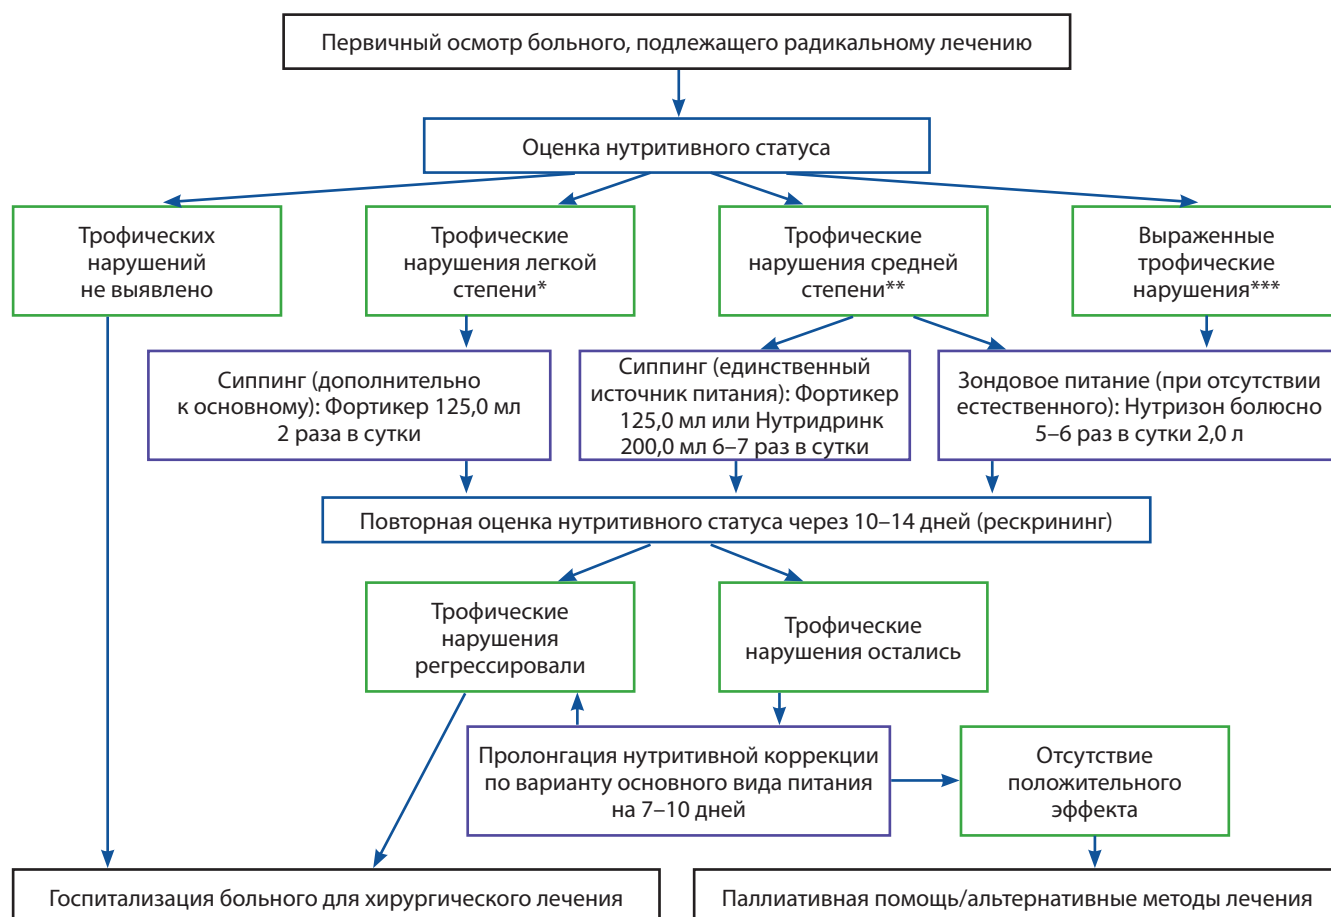 Первичный осмотр больного, подлежащего радикальному лечению
Оценка нутритивного статуса
Трофических
нарушений
не выявлено
Трофические
нарушения легкой
степени*
Трофические
нарушения средней
степени**
Выраженные
трофические
нарушения***
Сиппинг (дополнительно
к основному): Фортикер 125,0 мл
2 раза в сутки
Сиппинг (единственный
источник питания): Фортикер
125,0 мл или Нутридринк
200,0 мл 6–7 раз в сутки
Зондовое питание (при отсутствии
естественного): Нутризон болюсно
5–6 раз в сутки 2,0 л
Повторная оценка нутритивного статуса через 10–14 дней (рескрининг)
Трофические
нарушения
регрессировали
Трофические
нарушения остались
Пролонгация нутритивной коррекции
по варианту основного вида питания
на 7–10 дней
Отсутствие
положительного
эффекта
Госпитализация больного для хирургического лечения
Паллиативная помощь/альтернативные методы лечения